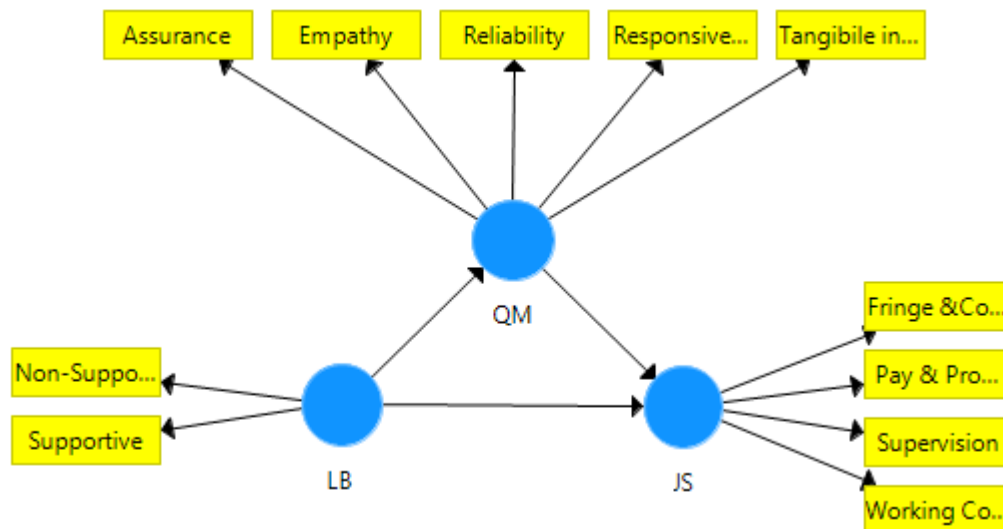 Assurance
Empathy
Reliability
Responsive...
Tangibile in...
QM
Fringe &Co...
Non-Suppo...
Pay & Pro...
Supportive
Supervision
LB
JS
Working Co...